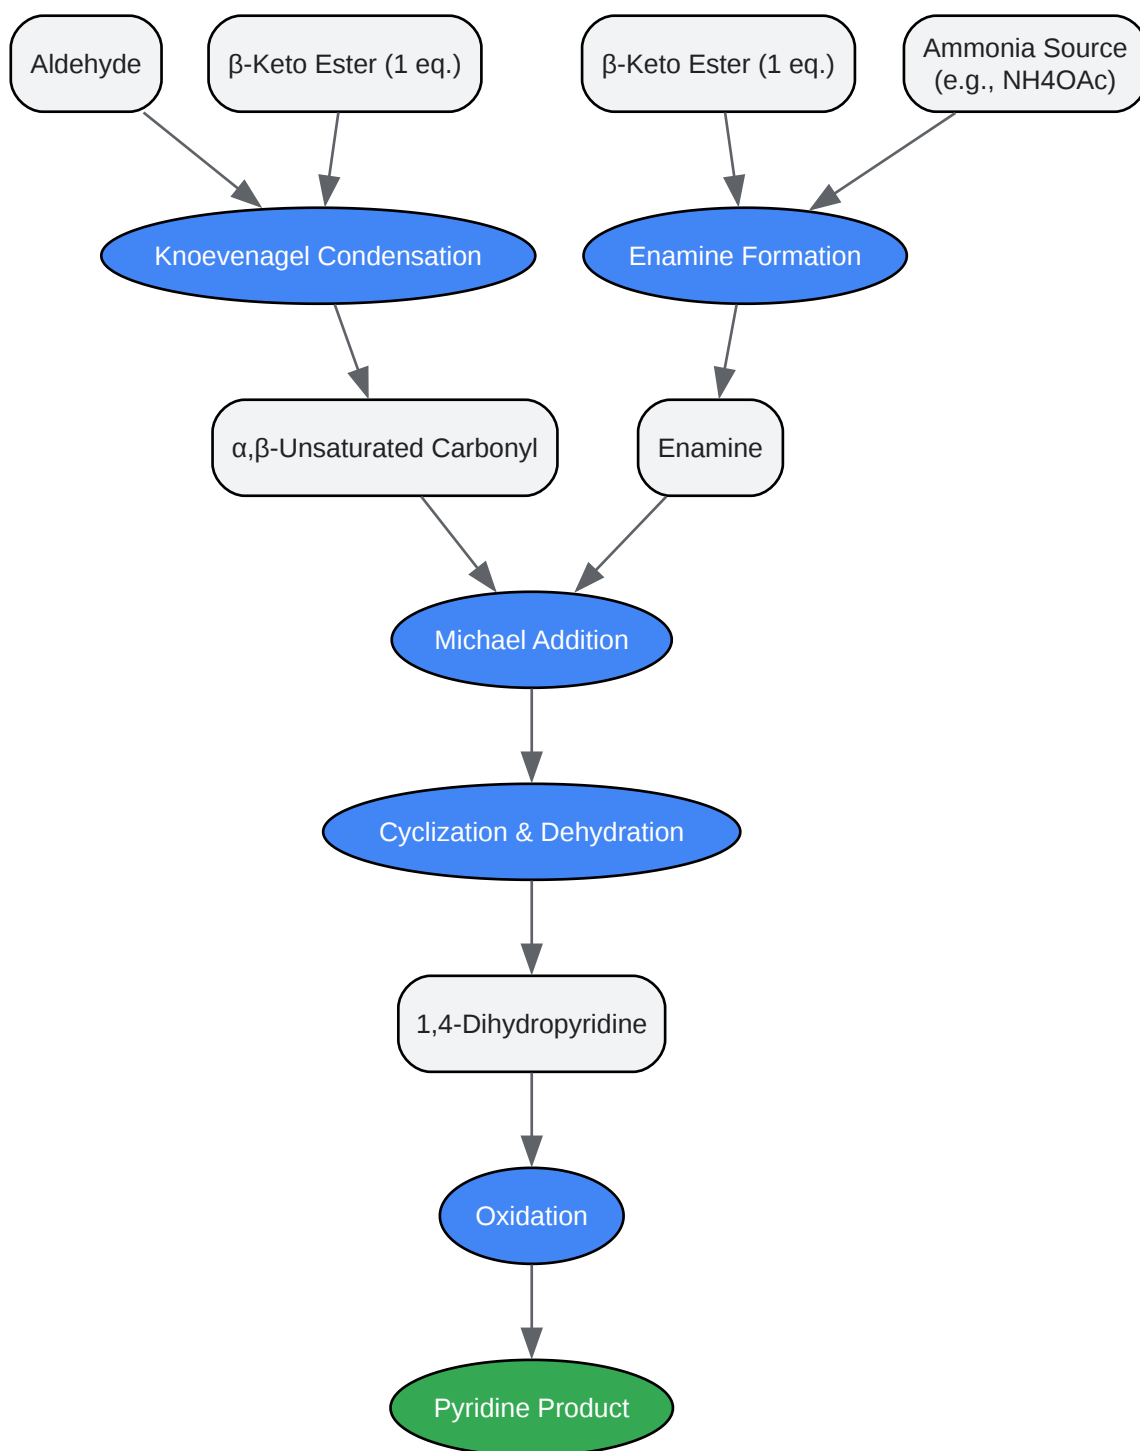 Aldehyde
β-Keto Ester (1 eq.)
β-Keto Ester (1 eq.)
Ammonia Source
(e.g., NH4OAc)
Knoevenagel Condensation
Enamine Formation
α,β-Unsaturated Carbonyl
Enamine
Michael Addition
Cyclization & Dehydration
1,4-Dihydropyridine
Oxidation
Pyridine Product